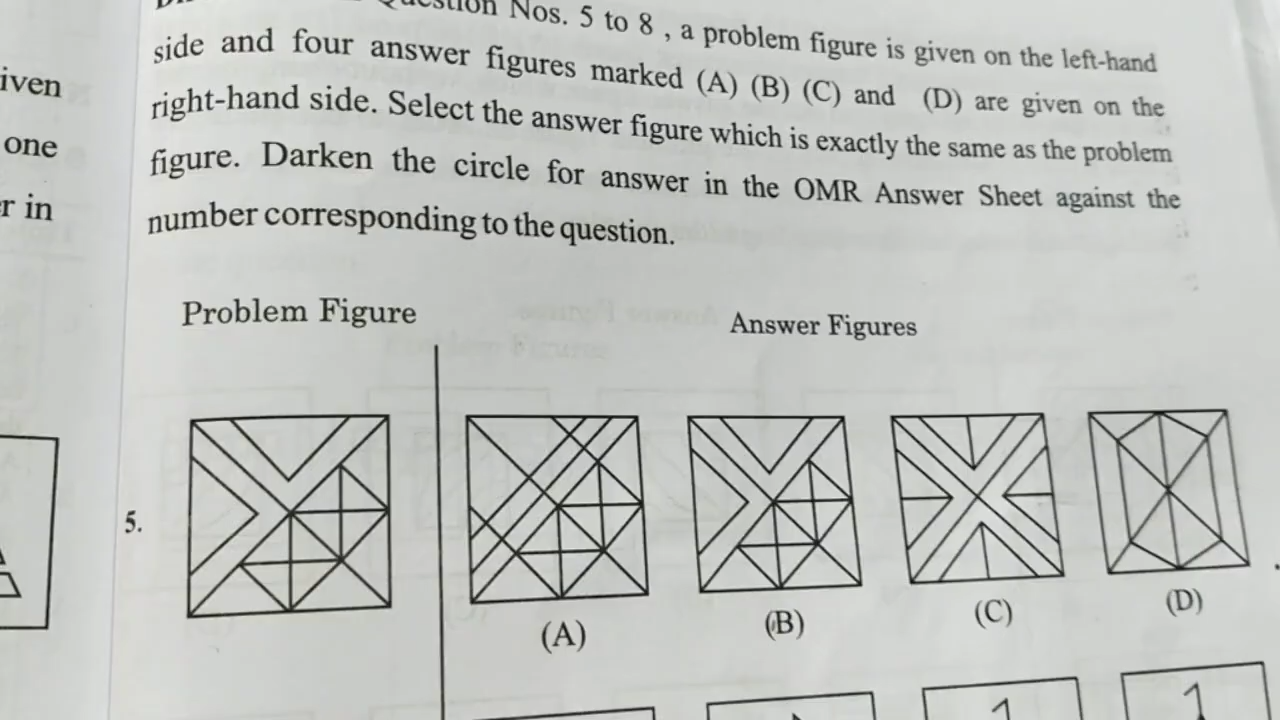 Question Nos. 5 to 8 , a problem figure is given on the left-hand
side and four answer figures marked (A) (B) (C) and (D) are given on the
right-hand side. Select the answer figure which is exactly the same as the problem
figure. Darken the circle for answer in the OMR Answer Sheet against the
number corresponding to the question.
iven
one
r in
Problem Figure
Answer Figures
5.
(A)
(B)
(C)
(D)